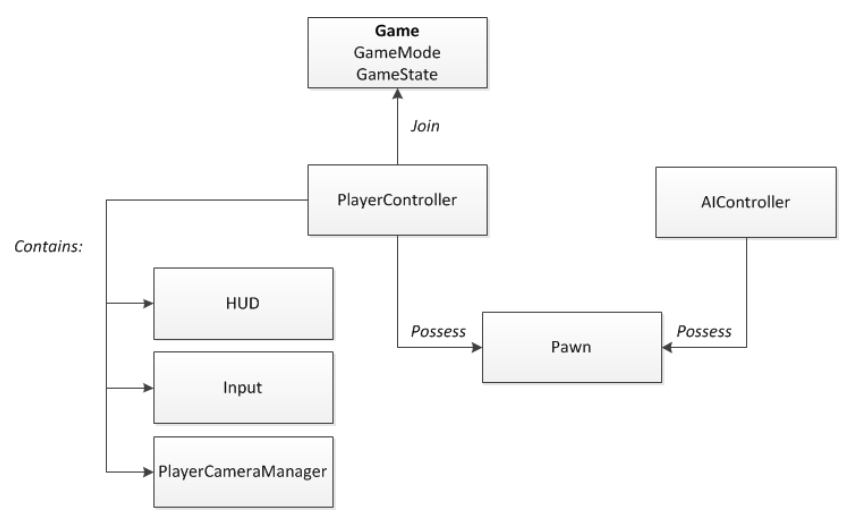 Game
GameMode
GameState
Join
PlayerController
AIController
Contains:
HUD
Possess
Possess
Pawn
Input
PlayerCameraManager